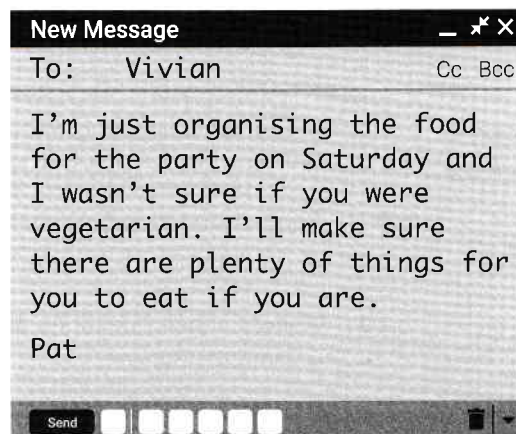 New Message
To: Vivian Cc Bcc
I'm just organising the food
for the party on Saturday and
I wasn't sure if you were
vegetarian. I'll make sure
there are plenty of things for
you to eat if you are.
Pat
Send